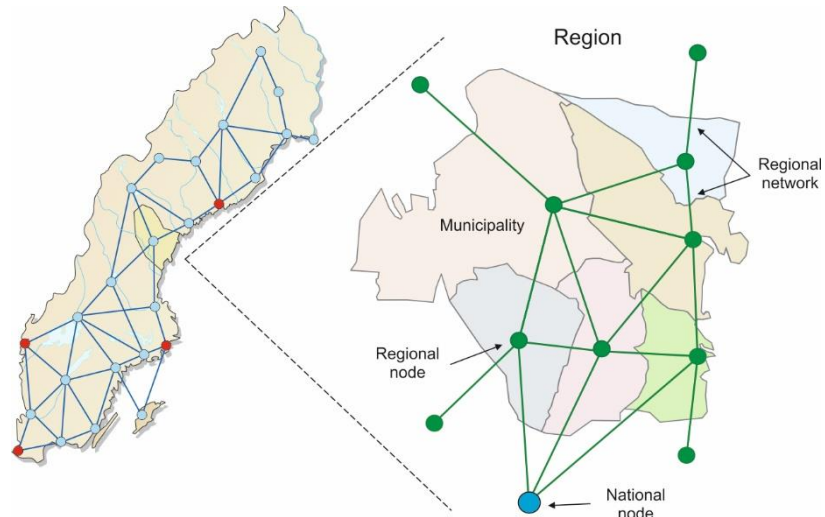 Region
Regional
network
Municipality
Regional
node
National
node